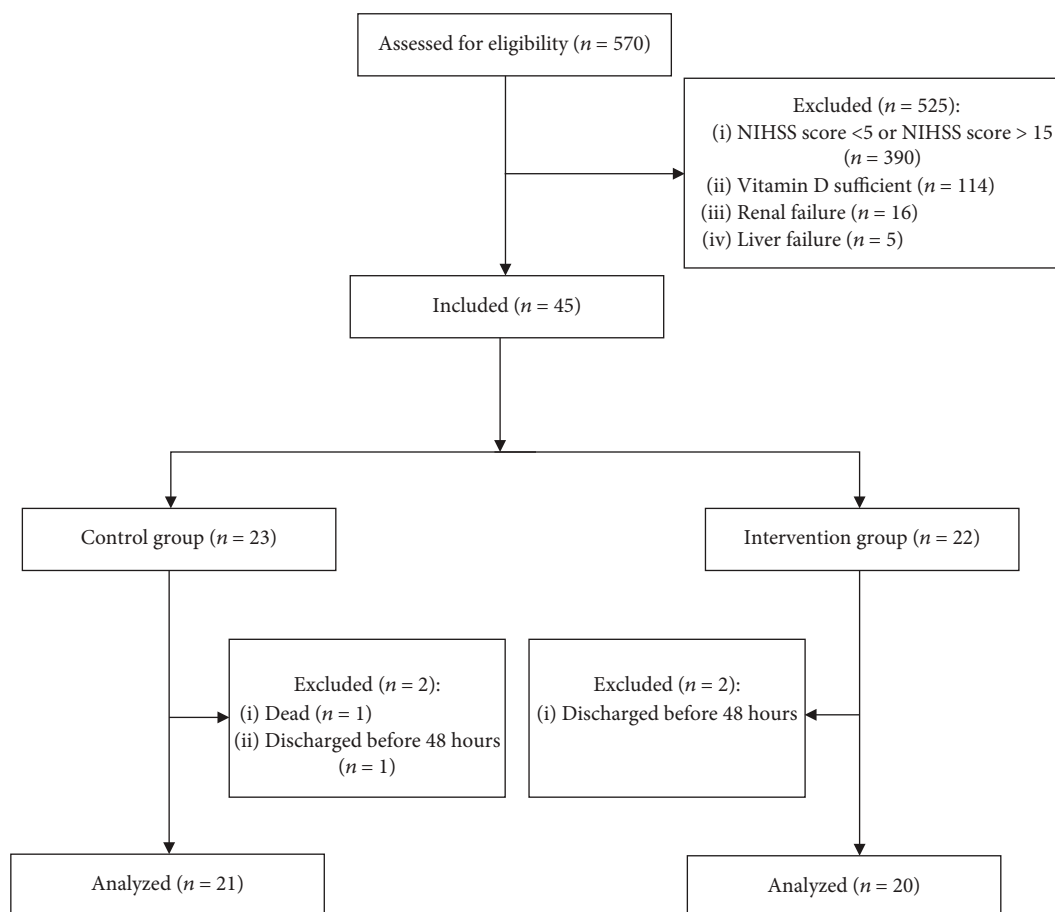 Assessed for eligibility (n = 570)
Excluded (n = 525):
(i) NIHSS score <5 or NIHSS score > 15
(n = 390)
(ii) Vitamin D sufficient (n = 114)
(iii) Renal failure (n = 16)
(iv) Liver failure (n = 5)
Included (n = 45)
Control group (n = 23)
Intervention group (n = 22)
Excluded (n = 2):
(i) Dead (n = 1)
(ii) Discharged before 48 hours
(n = 1)
Excluded (n = 2):
(i) Discharged before 48 hours
Analyzed (n = 21)
Analyzed (n = 20)